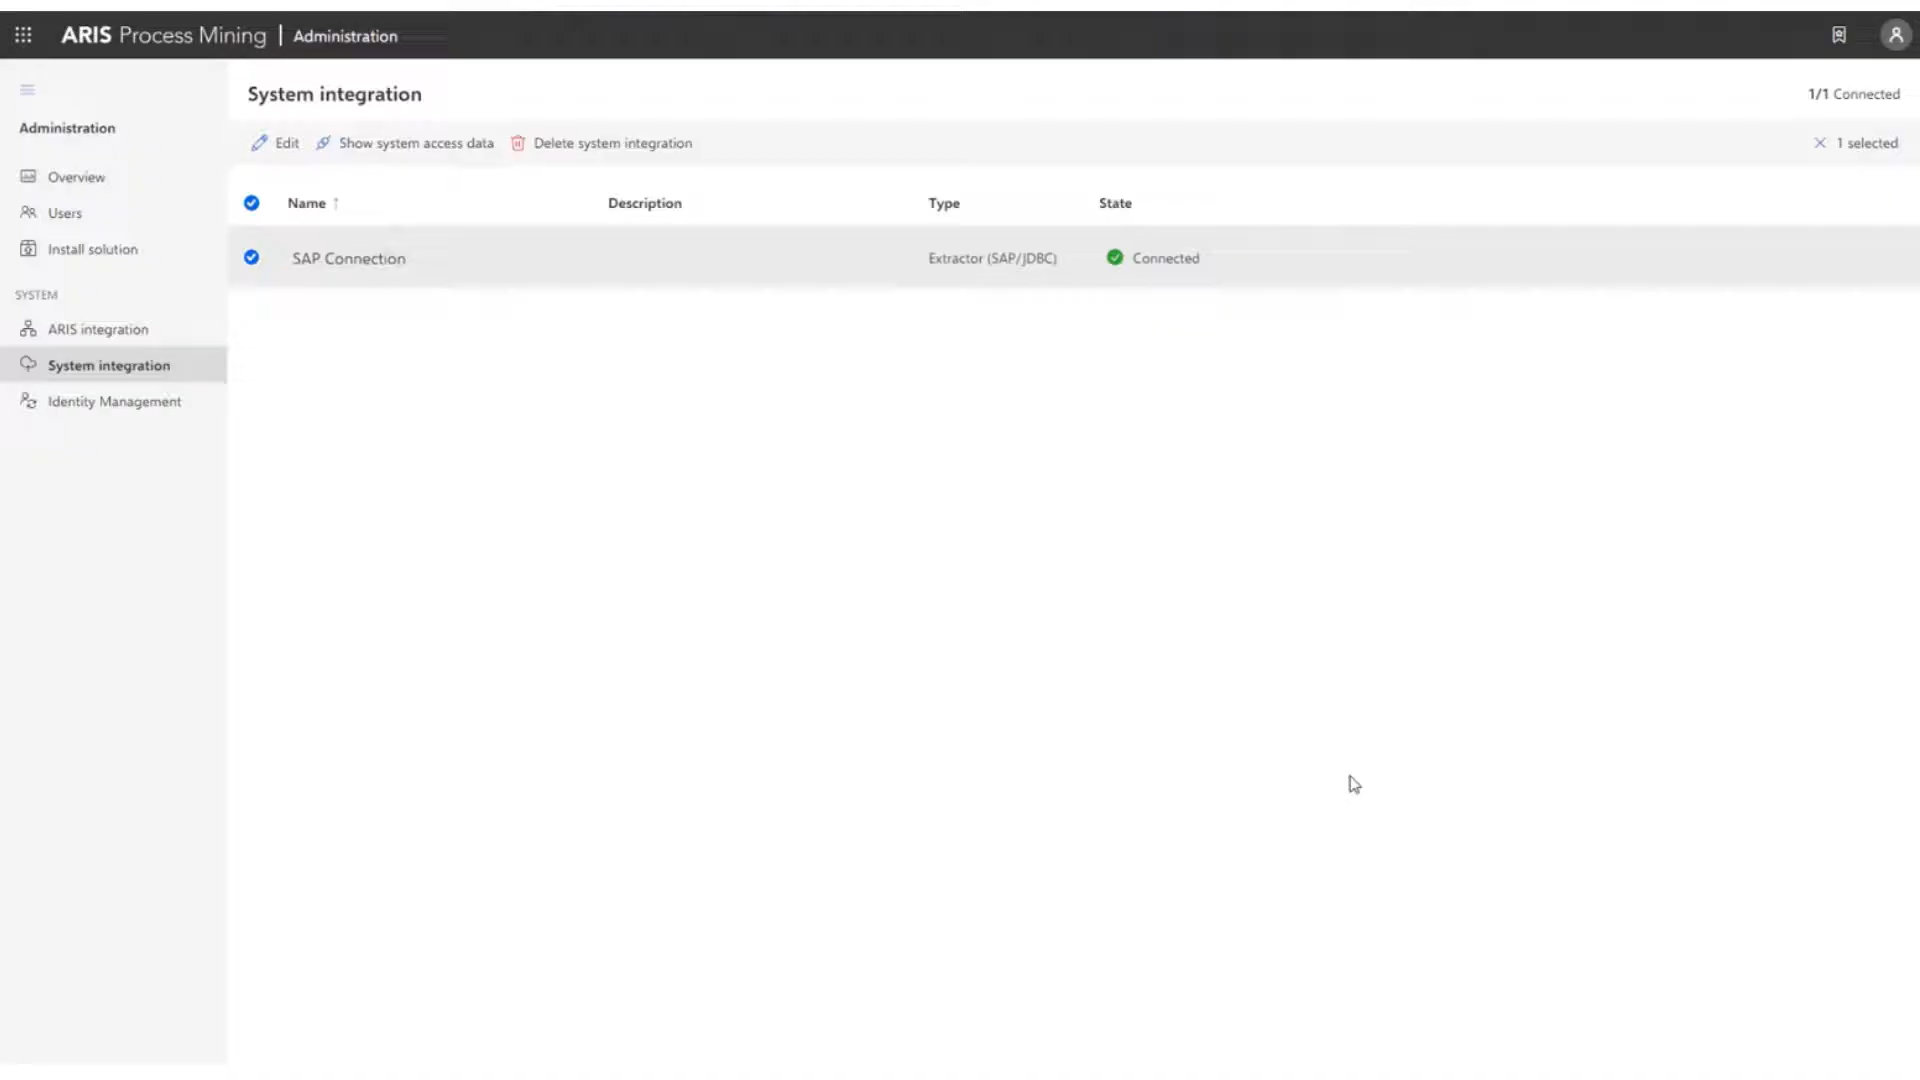 ARIS Process Mining | Administration
System integration
1/1 Connected
Administration
Edit
Show system access data
Delete system integration
1 selected
Overview
Users
Install solution
SYSTEM
ARIS integration
System integration
Identity Management
Name ↑ Description Type State
SAP Connection Extractor (SAP/JDBC) Connected